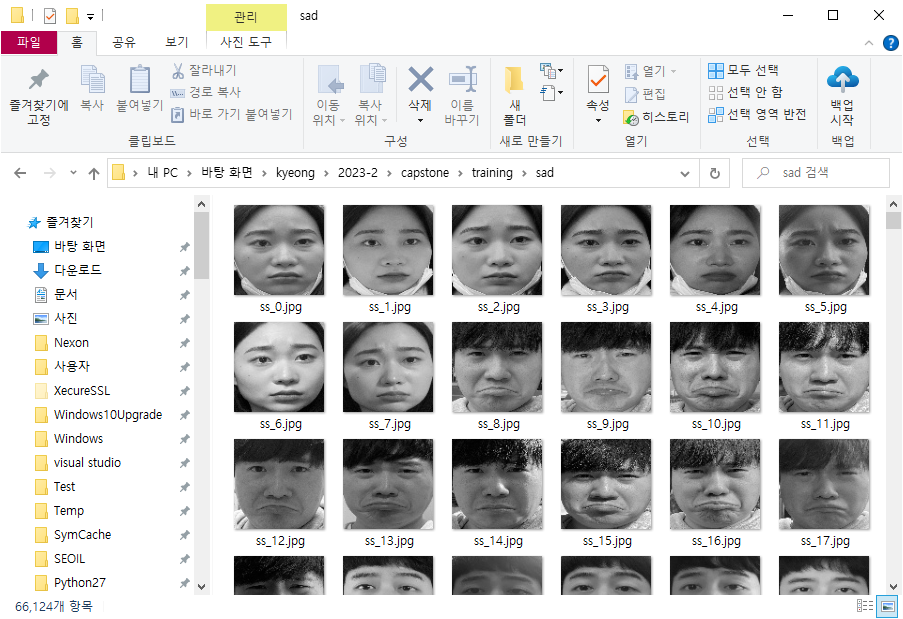 관리
sad
파일
홈
공유
보기
사진 도구
즐겨찾기에
고정
복사
붙여넣기
잘라내기
경로 복사
바로 가기 붙여넣기
클립보드
이동
위치
복사
위치
삭제
이름
바꾸기
구성
새
폴더
새로 만들기
속성
열기
편집
히스토리
열기
모두 선택
선택 안 함
선택 영역 반전
선택
백업
시작
백업
내 PC > 바탕 화면 > kyeong > 2023-2 > capstone > training > sad
sad 검색
즐겨찾기
바탕 화면
다운로드
문서
사진
Nexon
사용자
XecureSSL
Windows10Upgrade
Windows
visual studio
Test
Temp
SymCache
SEOIL
Python27
ss_0.jpg ss_1.jpg ss_2.jpg ss_3.jpg ss_4.jpg ss_5.jpg
ss_6.jpg ss_7.jpg ss_8.jpg ss_9.jpg ss_10.jpg ss_11.jpg
ss_12.jpg ss_13.jpg ss_14.jpg ss_15.jpg ss_16.jpg ss_17.jpg
66,124개 항목